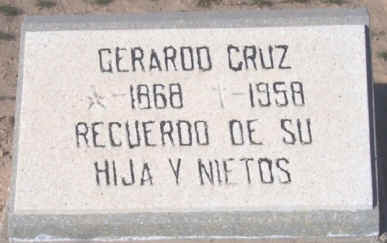 GERARDO CRUZ
☆-1868 †-1958
RECUERDO DE SU
HIJA Y NIETOS